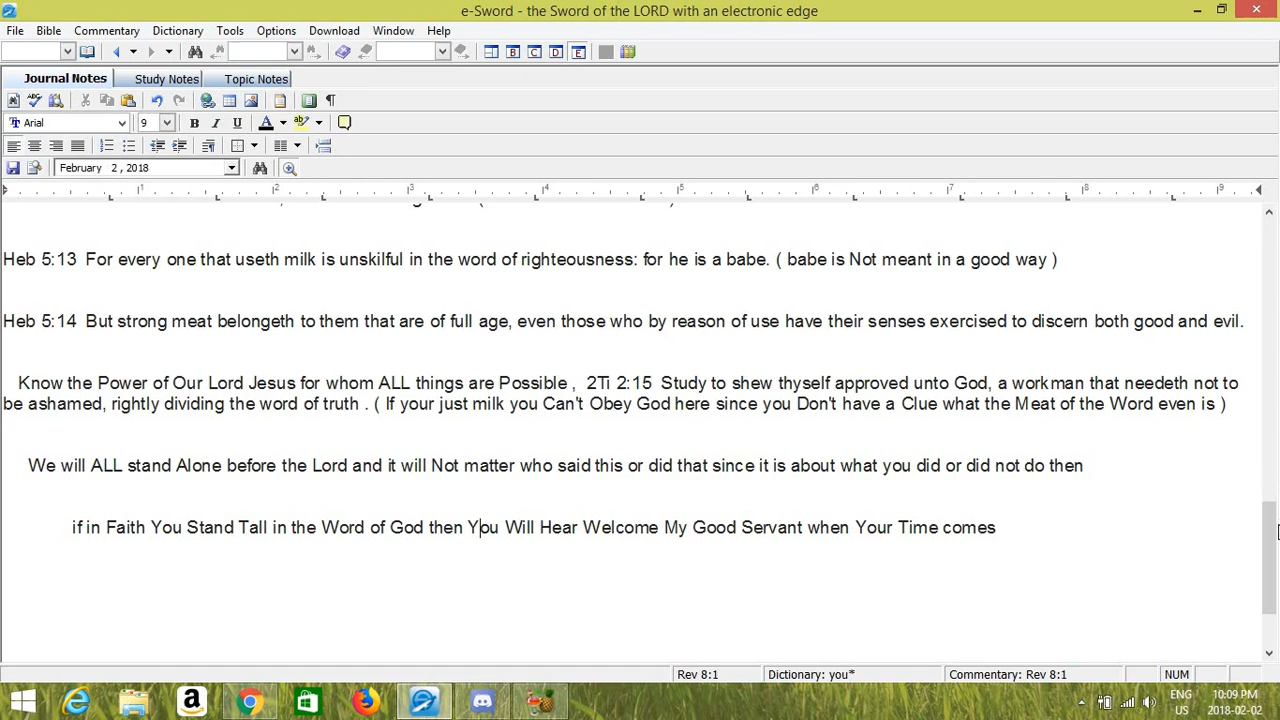 e-Sword - the Sword of the LORD with an electronic edge
File Bible Commentary Dictionary Tools Options Download Window Help
B C D E
Journal Notes Study Notes Topic Notes
Arial 9 B I U A ab
February 2 , 2018
1 2 3 4 5 6 7 8 9
Heb 5:13 For every one that useth milk is unskilful in the word of righteousness: for he is a babe. ( babe is Not meant in a good way )
Heb 5:14 But strong meat belongeth to them that are of full age, even those who by reason of use have their senses exercised to discern both good and evil.
Know the Power of Our Lord Jesus for whom ALL things are Possible , 2Ti 2:15 Study to shew thyself approved unto God, a workman that needeth not to
be ashamed, rightly dividing the word of truth . ( If your just milk you Can't Obey God here since you Don't have a Clue what the Meat of the Word even is )
We will ALL stand Alone before the Lord and it will Not matter who said this or did that since it is about what you did or did not do then
if in Faith You Stand Tall in the Word of God then You Will Hear Welcome My Good Servant when Your Time comes
Rev 8:1 Dictionary: you* Commentary: Rev 8:1 NUM
ENG 10:09 PM
US 2018-02-02